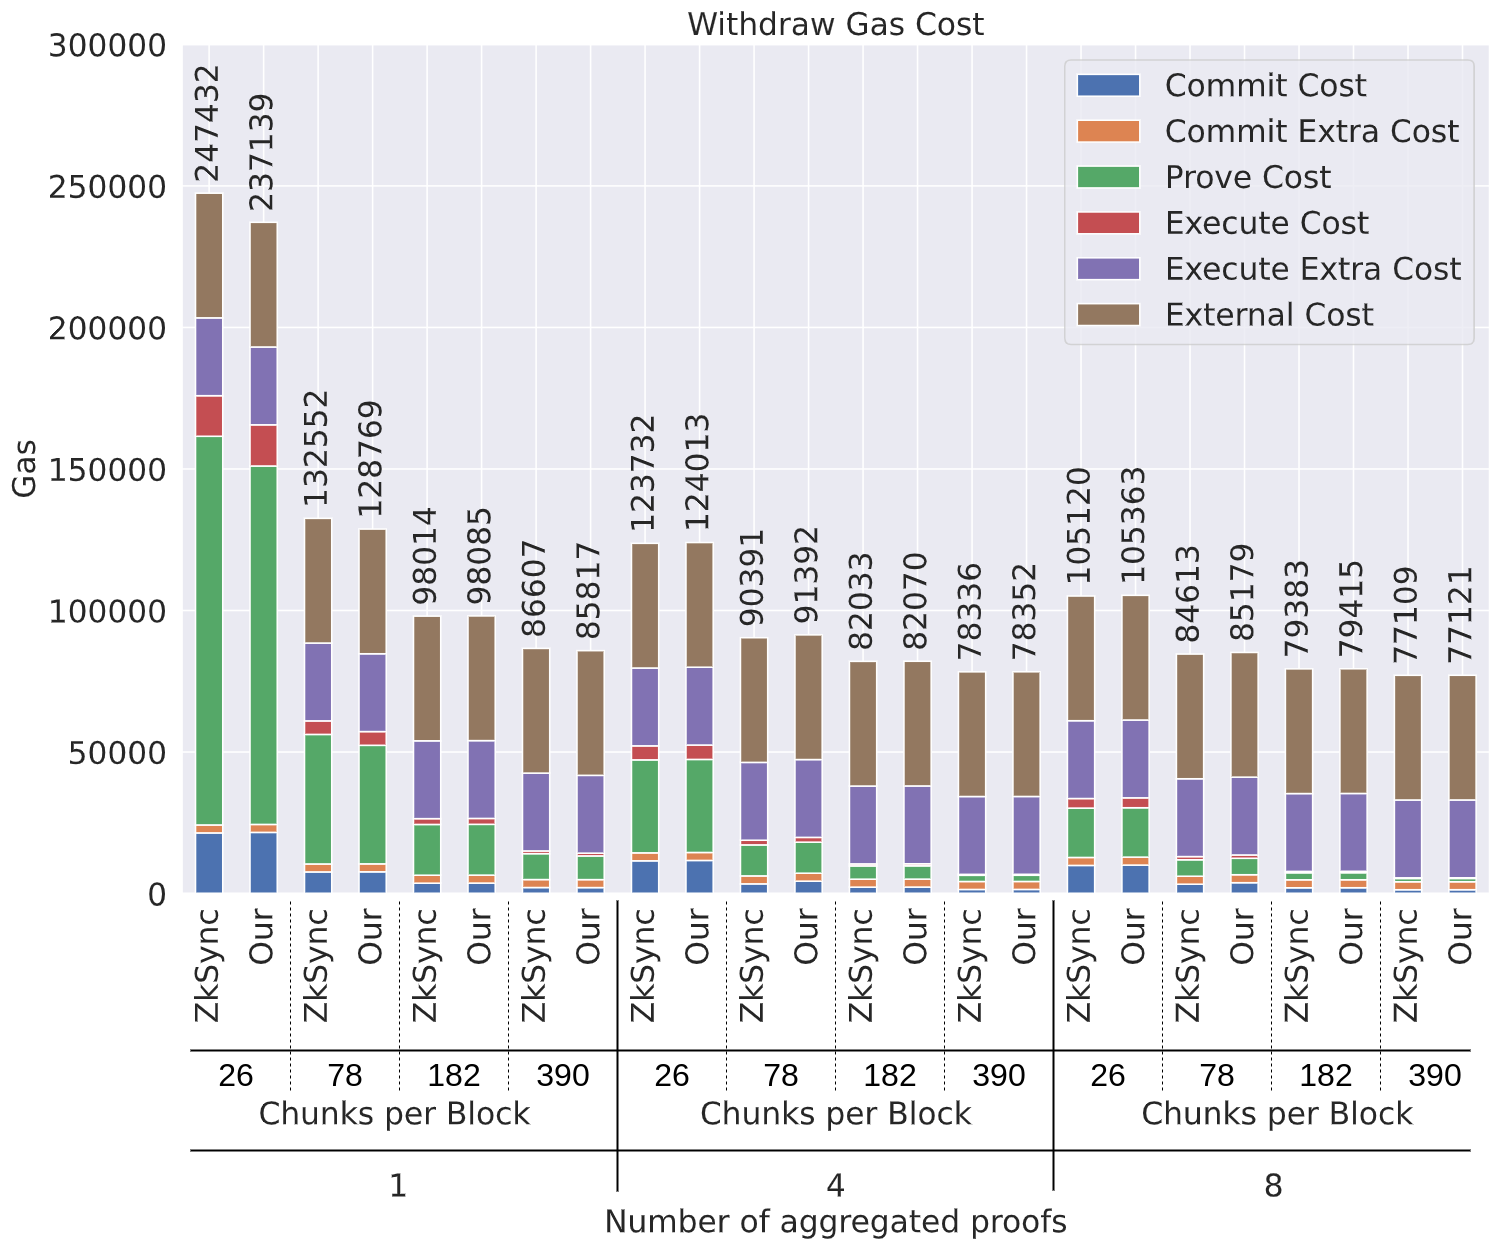 Withdraw Gas Cost
300000
250000
200000
150000
100000
50000
0
Gas
Commit Cost
Commit Extra Cost
Prove Cost
Execute Cost
Execute Extra Cost
External Cost
247432
237139
132552
128769
98014
98085
86607
85817
123732
124013
90391
91392
82033
82070
78336
78352
105120
105363
84613
85179
79383
79415
77109
77121
ZkSync
Our
ZkSync
Our
ZkSync
Our
ZkSync
Our
ZkSync
Our
ZkSync
Our
ZkSync
Our
ZkSync
Our
ZkSync
Our
ZkSync
Our
ZkSync
Our
ZkSync
Our
26 78 182 390 26 78 182 390 26 78 182 390
Chunks per Block Chunks per Block Chunks per Block
1 4 8
Number of aggregated proofs